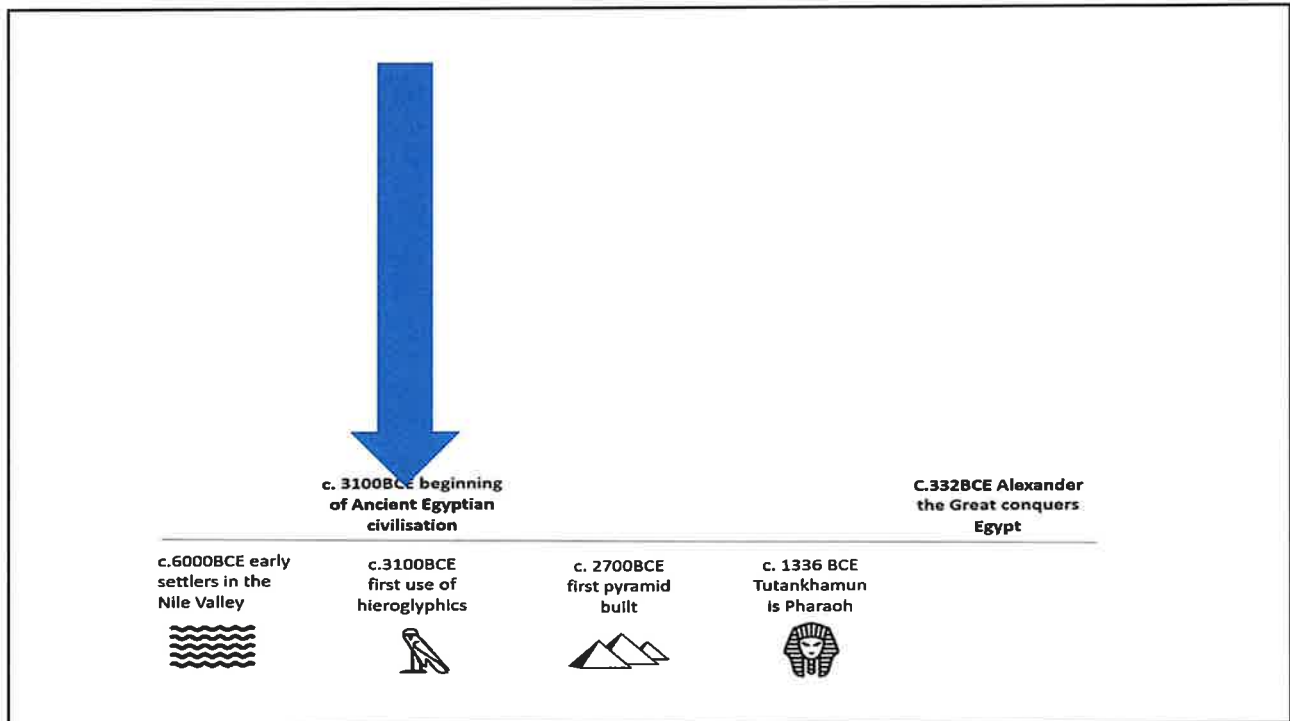 c. 3100BCE beginning
of Ancient Egyptian
civilisation
C.332BCE Alexander
the Great conquers
Egypt
c.6000BCE early
settlers in the
Nile Valley
c.3100BCE
first use of
hieroglyphics
c. 2700BCE
first pyramid
built
c. 1336 BCE
Tutankhamun
is Pharaoh